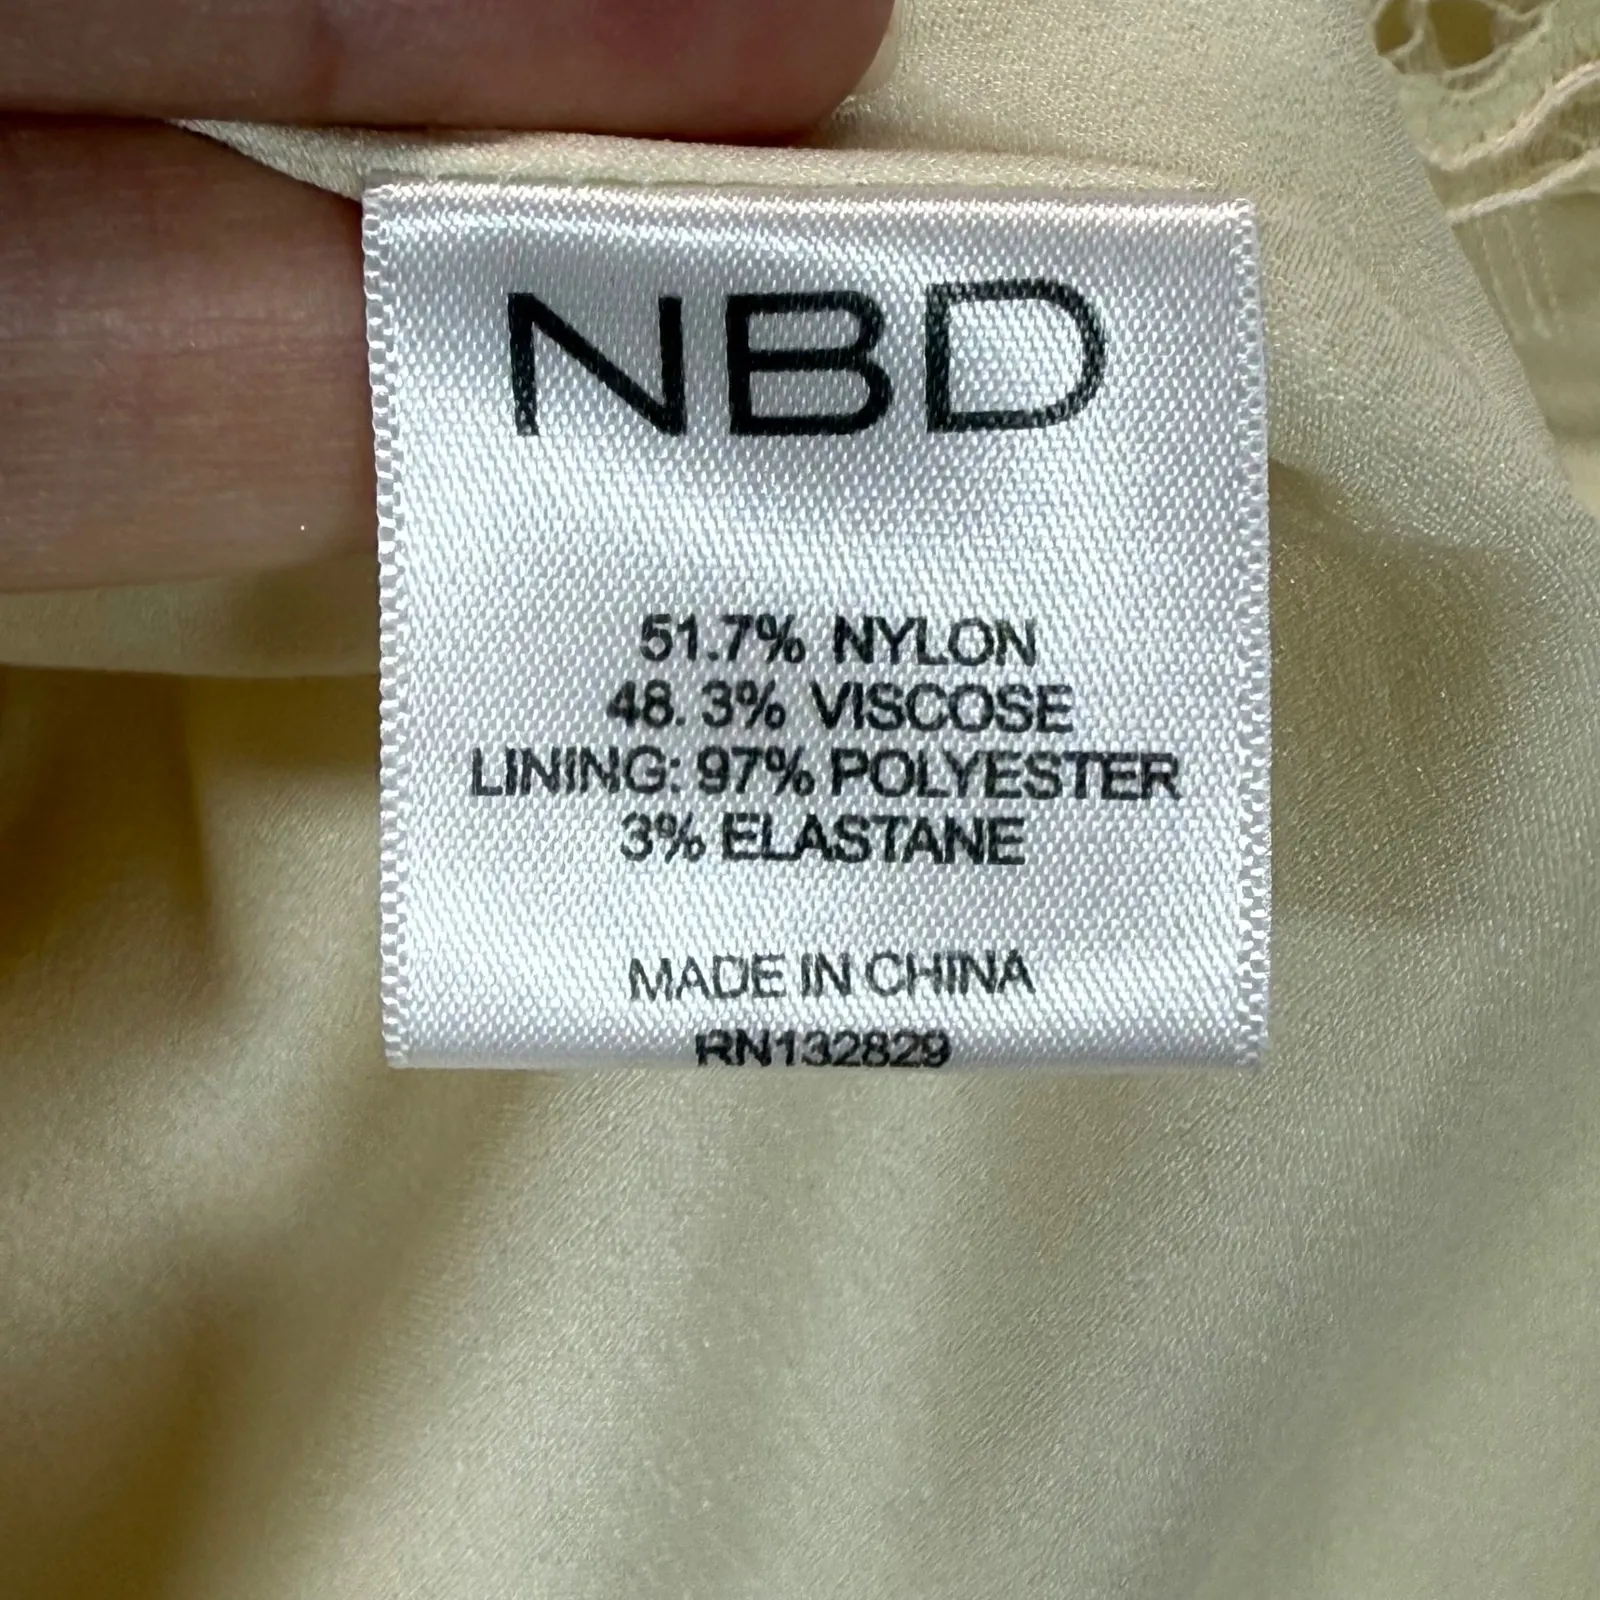 NBD
51.7% NYLON
48. 3% VISCOSE
LINING: 97% POLYESTER
3% ELASTANE
MADE IN CHINA
RN132829